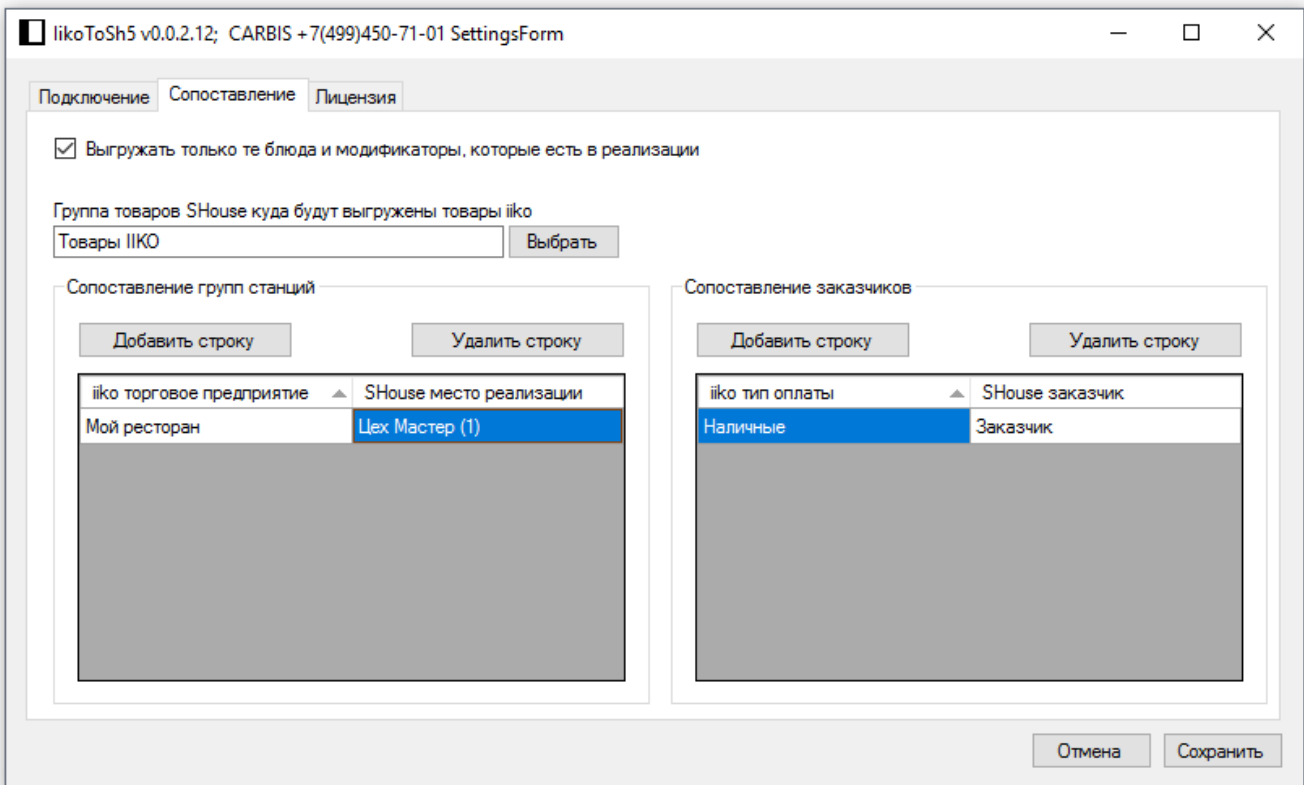 IikoToSh5 v0.0.2.12; CARBIS +7(499)450-71-01 SettingsForm
Подключение Сопоставление Лицензия
Выгружать только те блюда и модификаторы, которые есть в реализации
Группа товаров SHouse куда будут выгружены товары iiko
Товары IIKO Выбрать
Сопоставление групп станций
Добавить строку Удалить строку
iiko торговое предприятие SHouse место реализации
Мой ресторан Цех Мастер (1)
Сопоставление заказчиков
Добавить строку Удалить строку
iiko тип оплаты SHouse заказчик
Наличные Заказчик
Отмена Сохранить